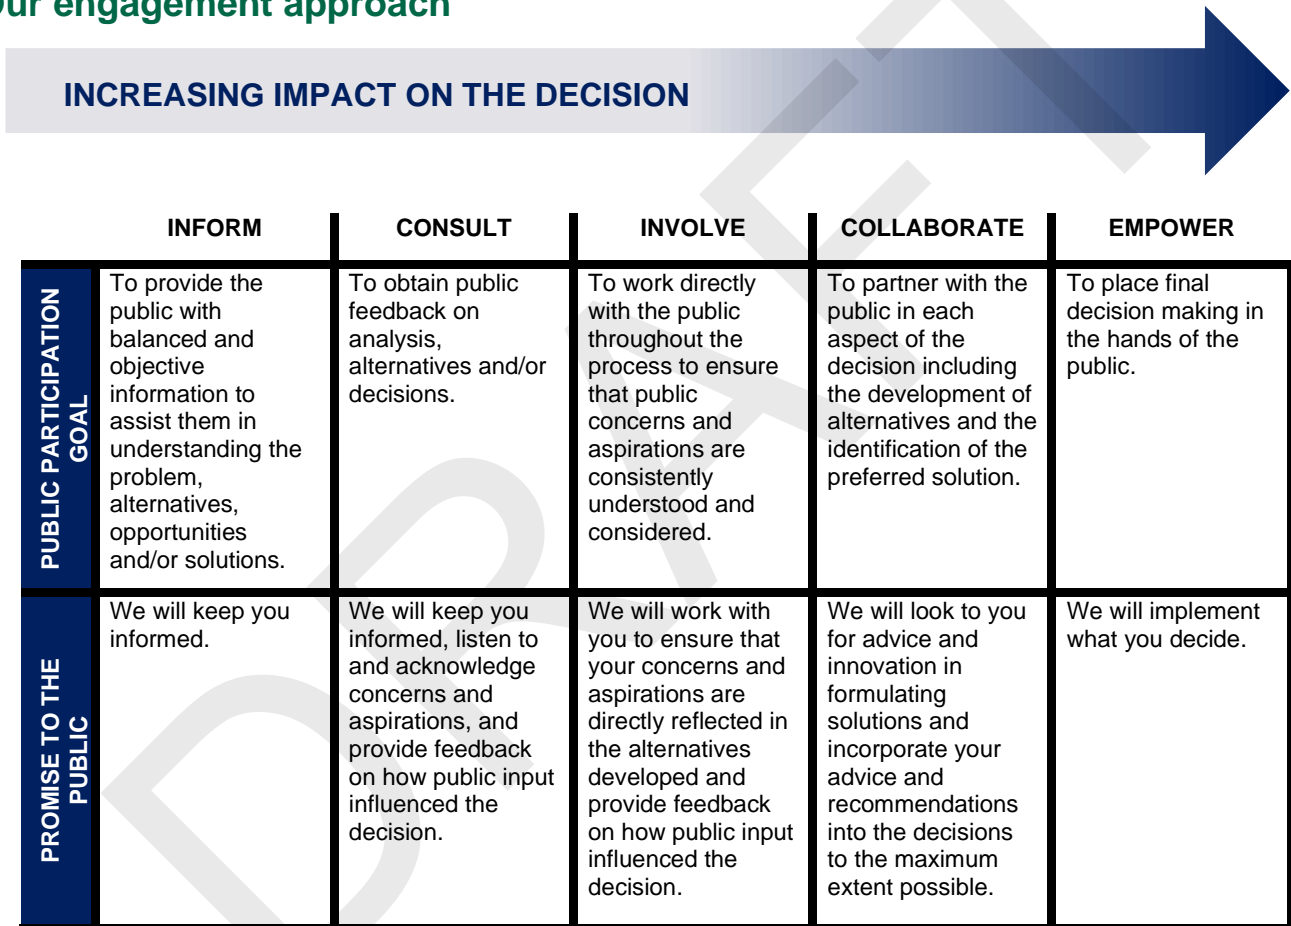 Our engagement approach
INCREASING IMPACT ON THE DECISION
INFORM
CONSULT
INVOLVE
COLLABORATE
EMPOWER
PUBLIC PARTICIPATION
GOAL
To provide the
public with
balanced and
objective
information to
assist them in
understanding the
problem,
alternatives,
opportunities
and/or solutions.
To obtain public
feedback on
analysis,
alternatives and/or
decisions.
To work directly
with the public
throughout the
process to ensure
that public
concerns and
aspirations are
consistently
understood and
considered.
To partner with the
public in each
aspect of the
decision including
the development of
alternatives and the
identification of the
preferred solution.
To place final
decision making in
the hands of the
public.
PROMISE TO THE
PUBLIC
We will keep you
informed.
We will keep you
informed, listen to
and acknowledge
concerns and
aspirations, and
provide feedback
on how public input
influenced the
decision.
We will work with
you to ensure that
your concerns and
aspirations are
directly reflected in
the alternatives
developed and
provide feedback
on how public input
influenced the
decision.
We will look to you
for advice and
innovation in
formulating
solutions and
incorporate your
advice and
recommendations
into the decisions
to the maximum
extent possible.
We will implement
what you decide.
DRAFT